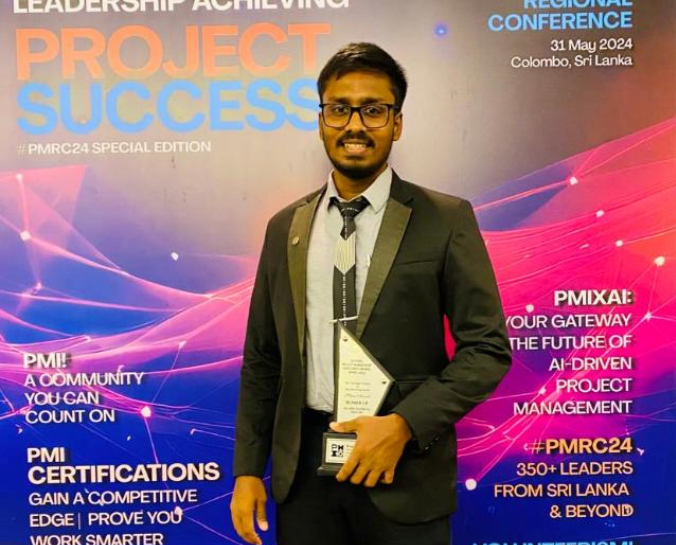 LEADERSHIP ACHIEVING
PROJECT
SUCCESS
#PMRC24 SPECIAL EDITION
REGIONAL
CONFERENCE
31 May 2024
Colombo, Sri Lanka
PMI!
A COMMUNITY
YOU CAN
COUNT ON
PMI
CERTIFICATIONS
GAIN A COMPETITIVE
EDGE | PROVE YOU
WORK SMARTER
PMIXAI:
YOUR GATEWAY
THE FUTURE OF
AI-DRIVEN
PROJECT
MANAGEMENT
#PMRC24
350+ LEADERS
FROM SRI LANKA
& BEYOND
VOLUNTEERISM!